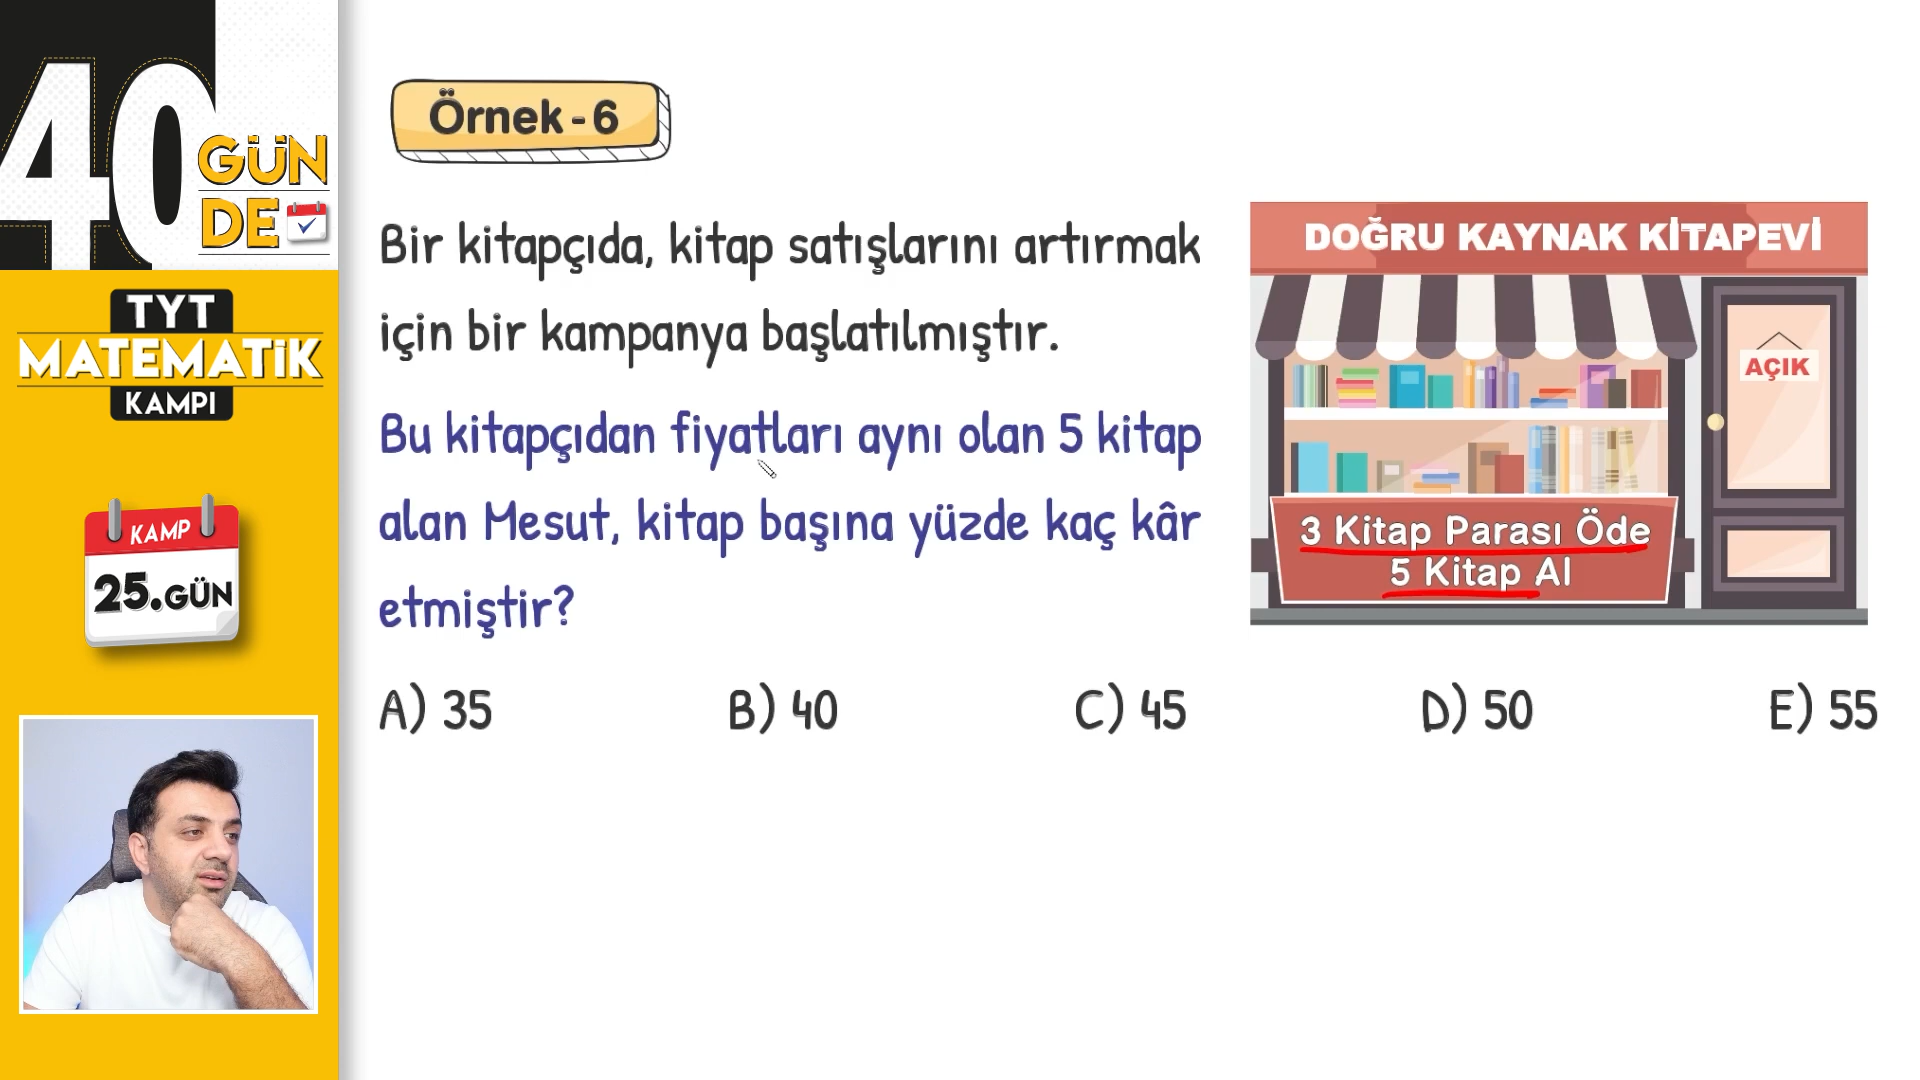 40
GÜN
DE
TYT
MATEMATİK
KAMPI
KAMP
25.GÜN
Örnek - 6
Bir kitapçıda, kitap satışlarını artırmak
için bir kampanya başlatılmıştır.
Bu kitapçıdan fiyatları aynı olan 5 kitap
alan Mesut, kitap başına yüzde kaç kâr
etmiştir?
DOĞRU KAYNAK KİTAPEVİ
AÇIK
3 Kitap Parası Öde
5 Kitap Al
A) 35 B) 40 C) 45 D) 50 E) 55